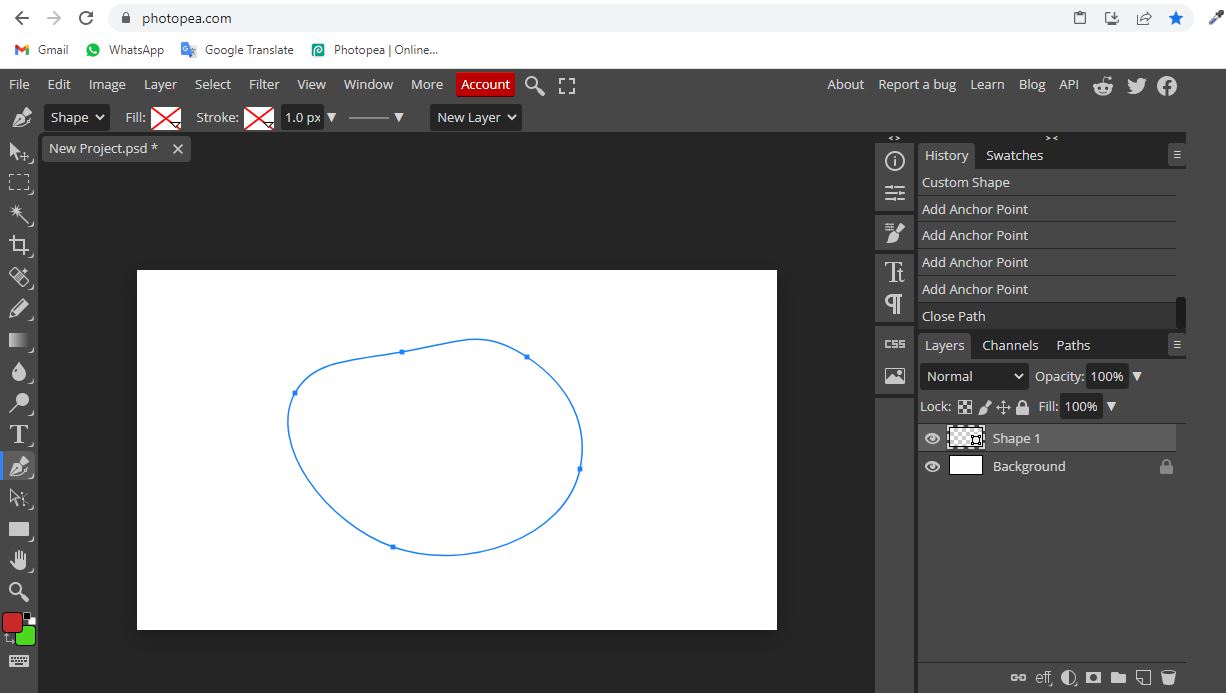 photopea.com
Gmail WhatsApp Google Translate Photopea | Online...
File Edit Image Layer Select Filter View Window More Account About Report a bug Learn Blog API
Shape Fill: Stroke: 1.0 px New Layer
New Project.psd *
History Swatches
Custom Shape
Add Anchor Point
Add Anchor Point
Add Anchor Point
Add Anchor Point
Close Path
CSS
Layers Channels Paths
Normal Opacity: 100%
Lock: Fill: 100%
Shape 1
Background
eff